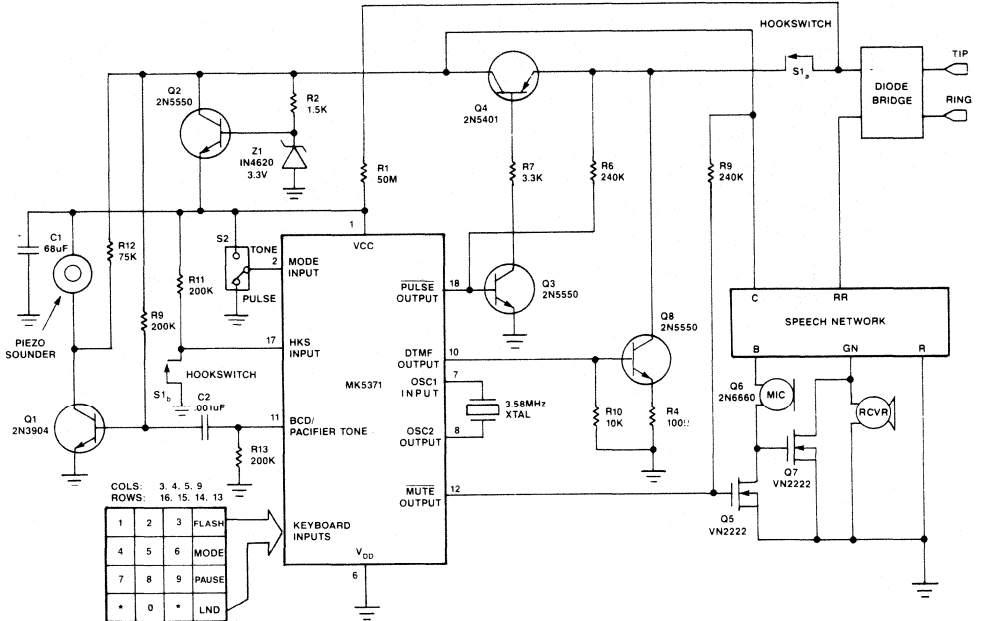 HOOKSWITCH
TIP
S1a
DIODE
BRIDGE
RING
Q2
2N5550
R2
1.5K
Q4
2N5401
Z1
IN4620
3.3V
R1
50M
R7
3.3K
R6
240K
R9
240K
C1
68uF
R12
75K
R11
200K
S2
TONE
PULSE
1
VCC
2
MODE
INPUT
PULSE
OUTPUT
18
Q3
2N5550
C
RR
SPEECH NETWORK
B
GN
R
PIEZO
SOUNDER
R9
200K
17
HKS
INPUT
HOOKSWITCH
S1b
MK5371
DTMF
OUTPUT
10
Q8
2N5550
OSC1
INPUT
7
3.58MHz
XTAL
OSC2
OUTPUT
8
R10
10K
R4
100Ω
Q6
2N6660
MIC
RCVR
Q7
VN2222
Q1
2N3904
C2
.001uF
11
BCD/
PACIFIER TONE
R13
200K
MUTE
OUTPUT
12
Q5
VN2222
COLS: 3, 4, 5, 9
ROWS: 16, 15, 14, 13
1 2 3 FLASH
4 5 6 MODE
7 8 9 PAUSE
* 0 * LND
KEYBOARD
INPUTS
VDD
6